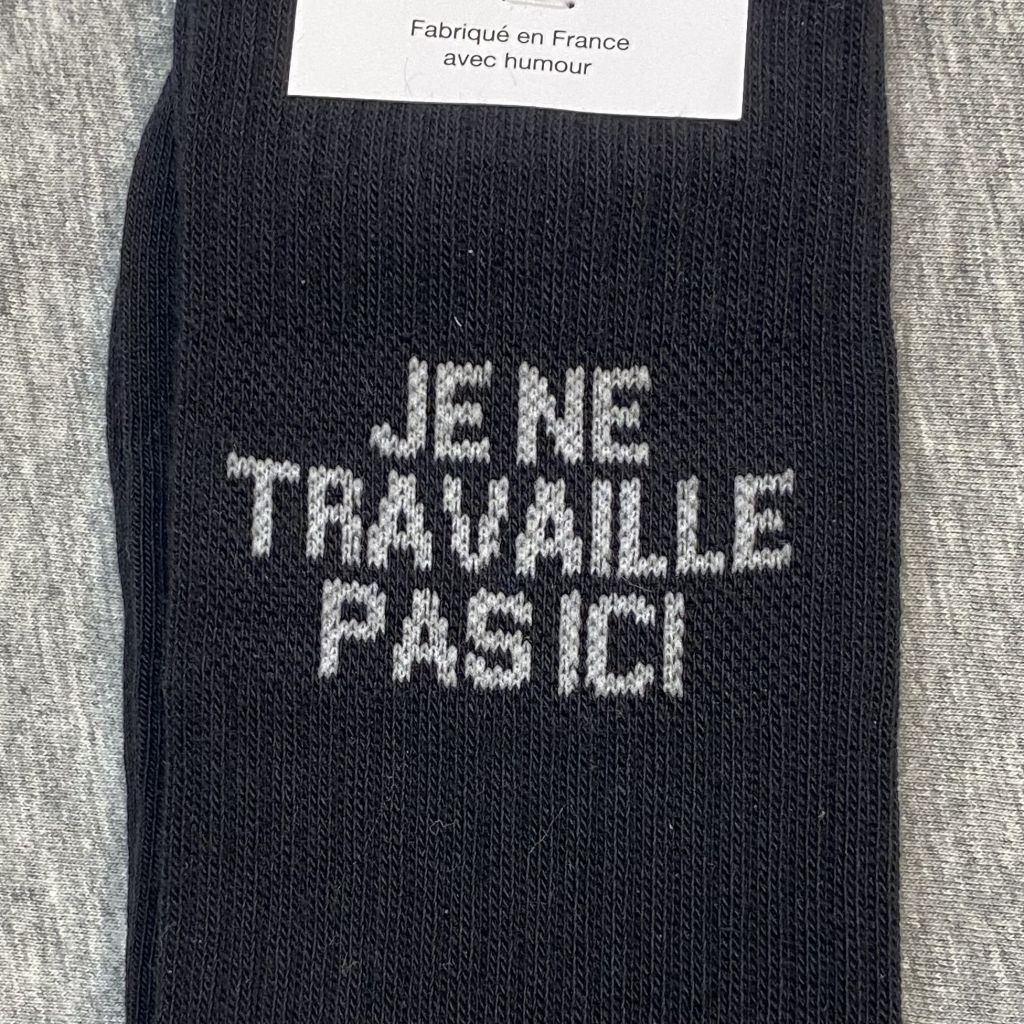 Fabriqué en France
avec humour
JE NE
TRAVAILLE
PAS ICI